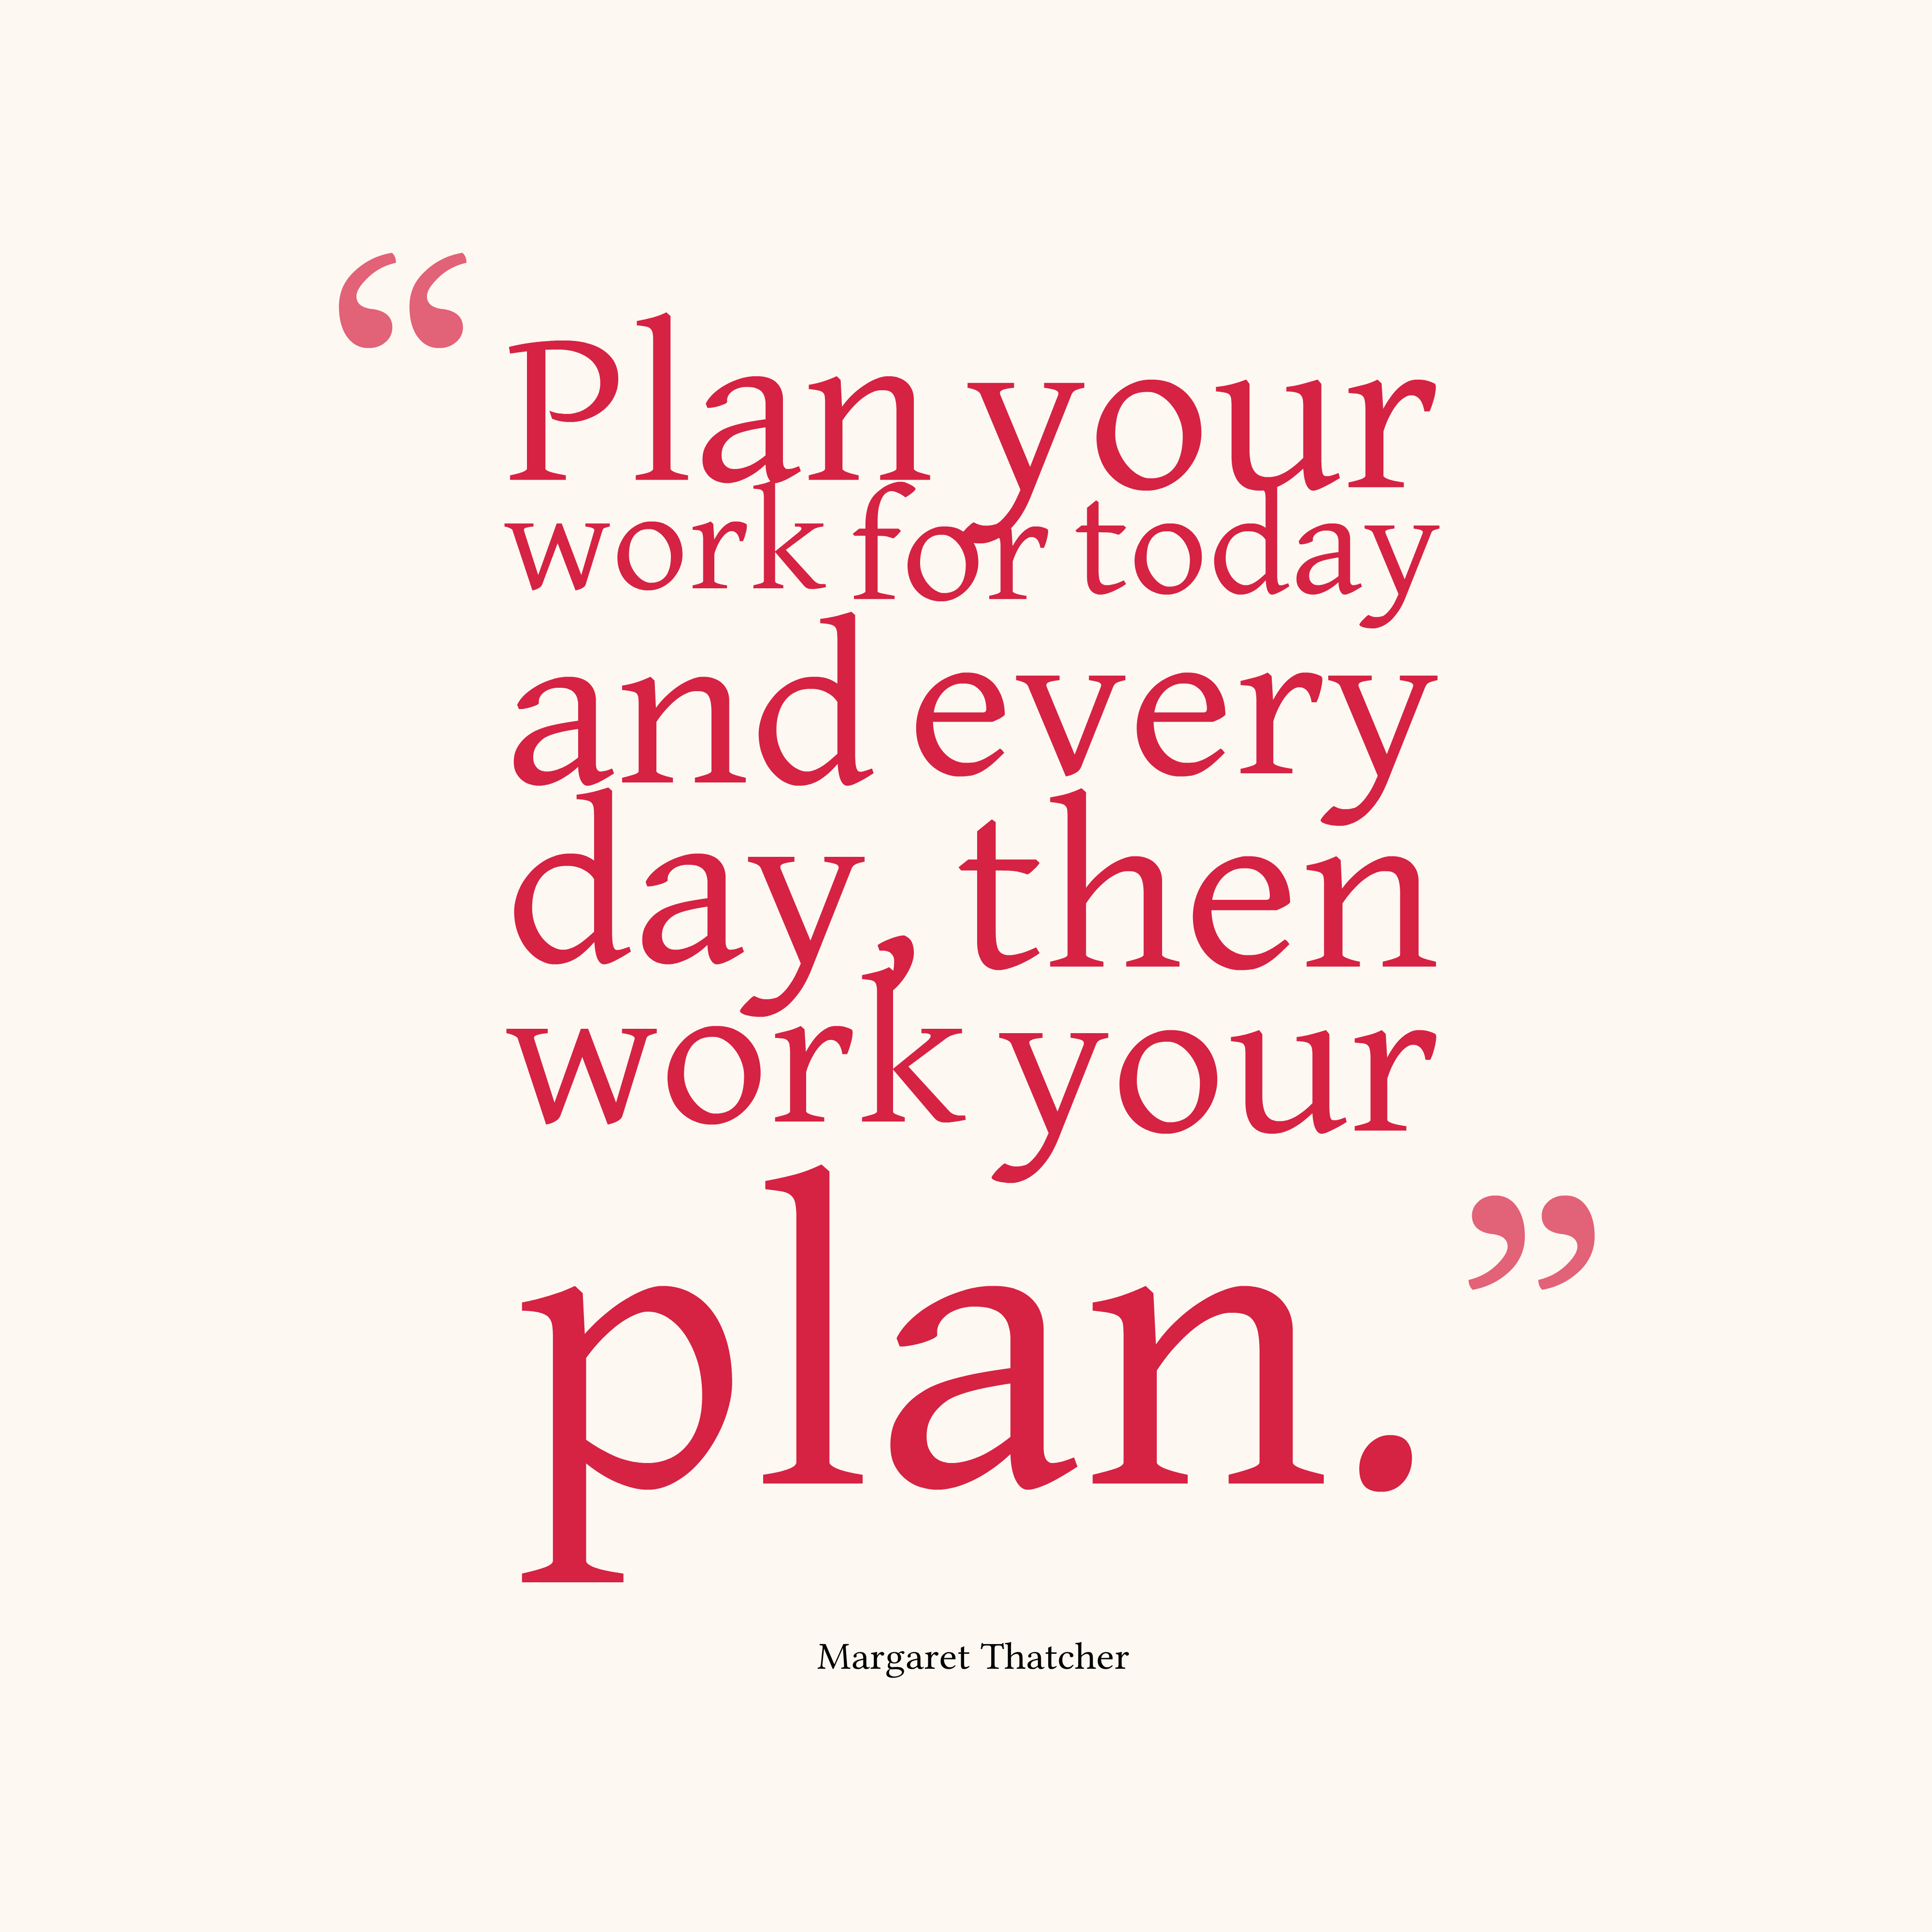 “Plan your
work for today
and every
day, then
work your
plan.”
Margaret Thatcher